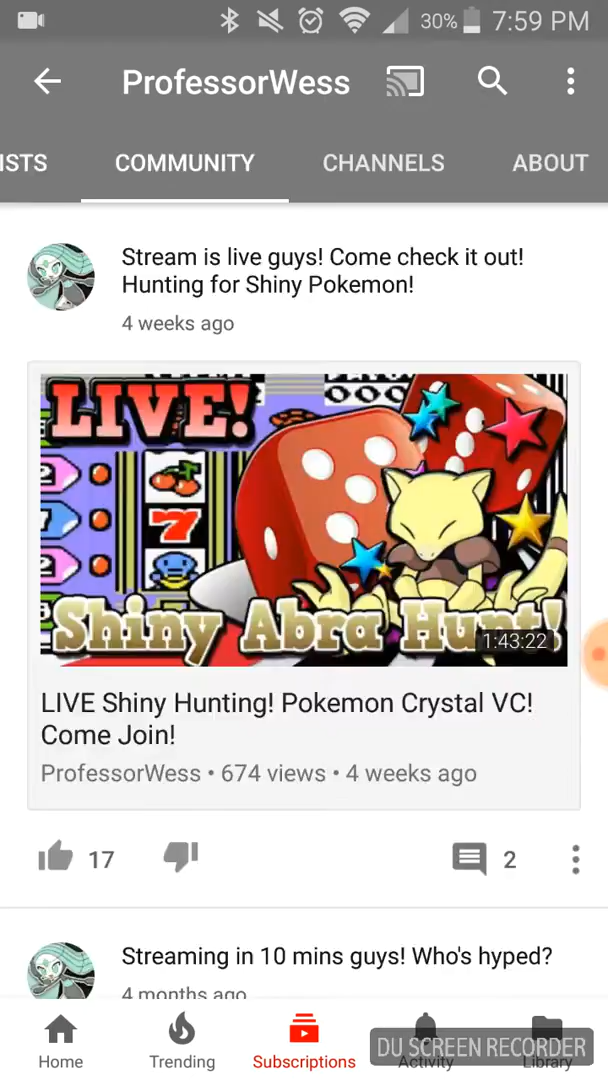 30% 7:59 PM
ProfessorWess
ISTS COMMUNITY CHANNELS ABOUT
Stream is live guys! Come check it out!
Hunting for Shiny Pokemon!
4 weeks ago
LIVE!
7
Shiny Abra Hunt!
1:43:22
LIVE Shiny Hunting! Pokemon Crystal VC!
Come Join!
ProfessorWess • 674 views • 4 weeks ago
17 2
Streaming in 10 mins guys! Who's hyped?
4 months ago
DU SCREEN RECORDER
Home Trending Subscriptions Activity Library